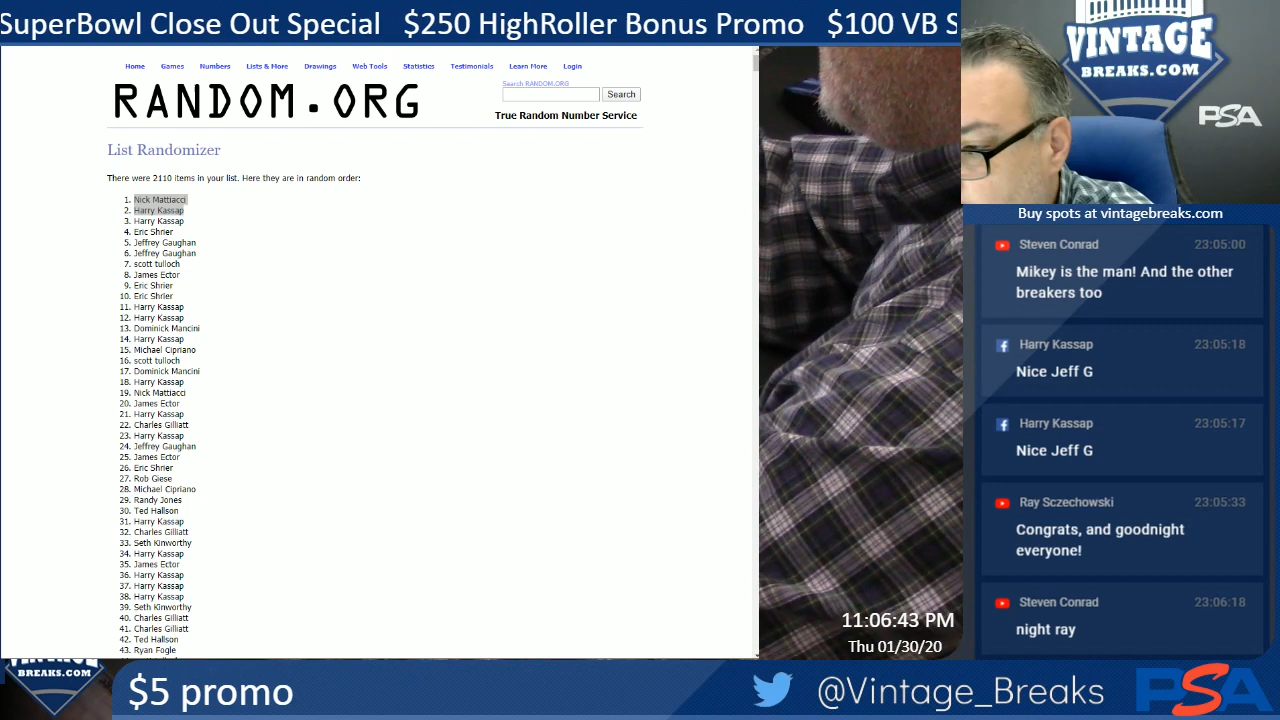 SuperBowl Close Out Special $250 HighRoller Bonus Promo $100 VB S
VINTAGE
BREAKS.COM
PSA
Home Games Numbers Lists & More Drawings Web Tools Statistics Testimonials Learn More Login
RANDOM.ORG
Search RANDOM.ORG
Search
True Random Number Service
List Randomizer
There were 2110 items in your list. Here they are in random order:
1. Nick Mattiacci
2. Harry Kassap
3. Harry Kassap
4. Eric Shrier
5. Jeffrey Gaughan
6. Jeffrey Gaughan
7. scott tulloch
8. James Ector
9. Eric Shrier
10. Eric Shrier
11. Harry Kassap
12. Harry Kassap
13. Dominick Mancini
14. Harry Kassap
15. Michael Cipriano
16. scott tulloch
17. Dominick Mancini
18. Harry Kassap
19. Nick Mattiacci
20. James Ector
21. Harry Kassap
22. Charles Gilliatt
23. Harry Kassap
24. Jeffrey Gaughan
25. James Ector
26. Eric Shrier
27. Rob Giese
28. Michael Cipriano
29. Randy Jones
30. Ted Hallson
31. Harry Kassap
32. Charles Gilliatt
33. Seth Kinworthy
34. Harry Kassap
35. James Ector
36. Harry Kassap
37. Harry Kassap
38. Harry Kassap
39. Seth Kinworthy
40. Charles Gilliatt
41. Charles Gilliatt
42. Ted Hallson
43. Ryan Fogle
Buy spots at vintagebreaks.com
Steven Conrad 23:05:00
Mikey is the man! And the other
breakers too
Harry Kassap 23:05:18
Nice Jeff G
Harry Kassap 23:05:17
Nice Jeff G
Ray Sczechowski 23:05:33
Congrats, and goodnight
everyone!
Steven Conrad 23:06:18
night ray
11:06:43 PM
Thu 01/30/20
VINTAGE
BREAKS.COM
$5 promo
@Vintage_Breaks
PSA